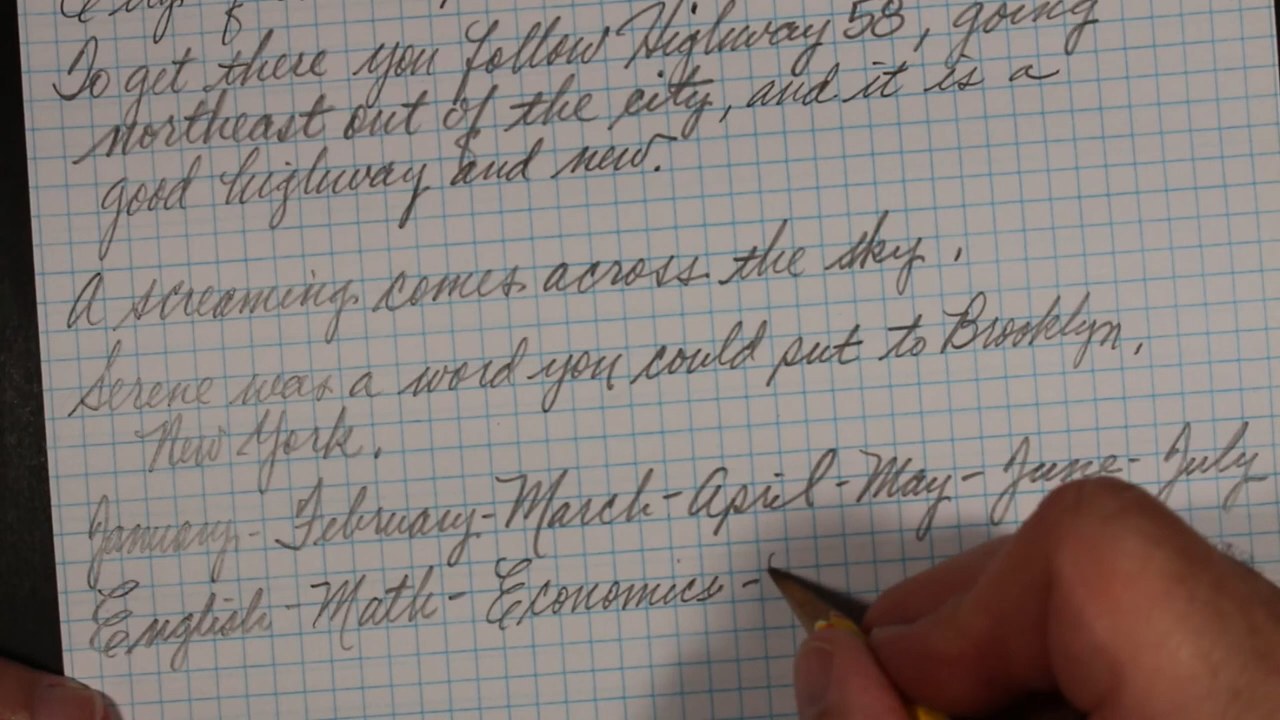 To get there you follow Highway 58, going
northeast out of the city, and it is a
good highway and new.
A screaming comes across the sky.
Serene was a word you could put to Brooklyn,
New York.
January - February - March - April - May - June - July
English - Math - Economics -